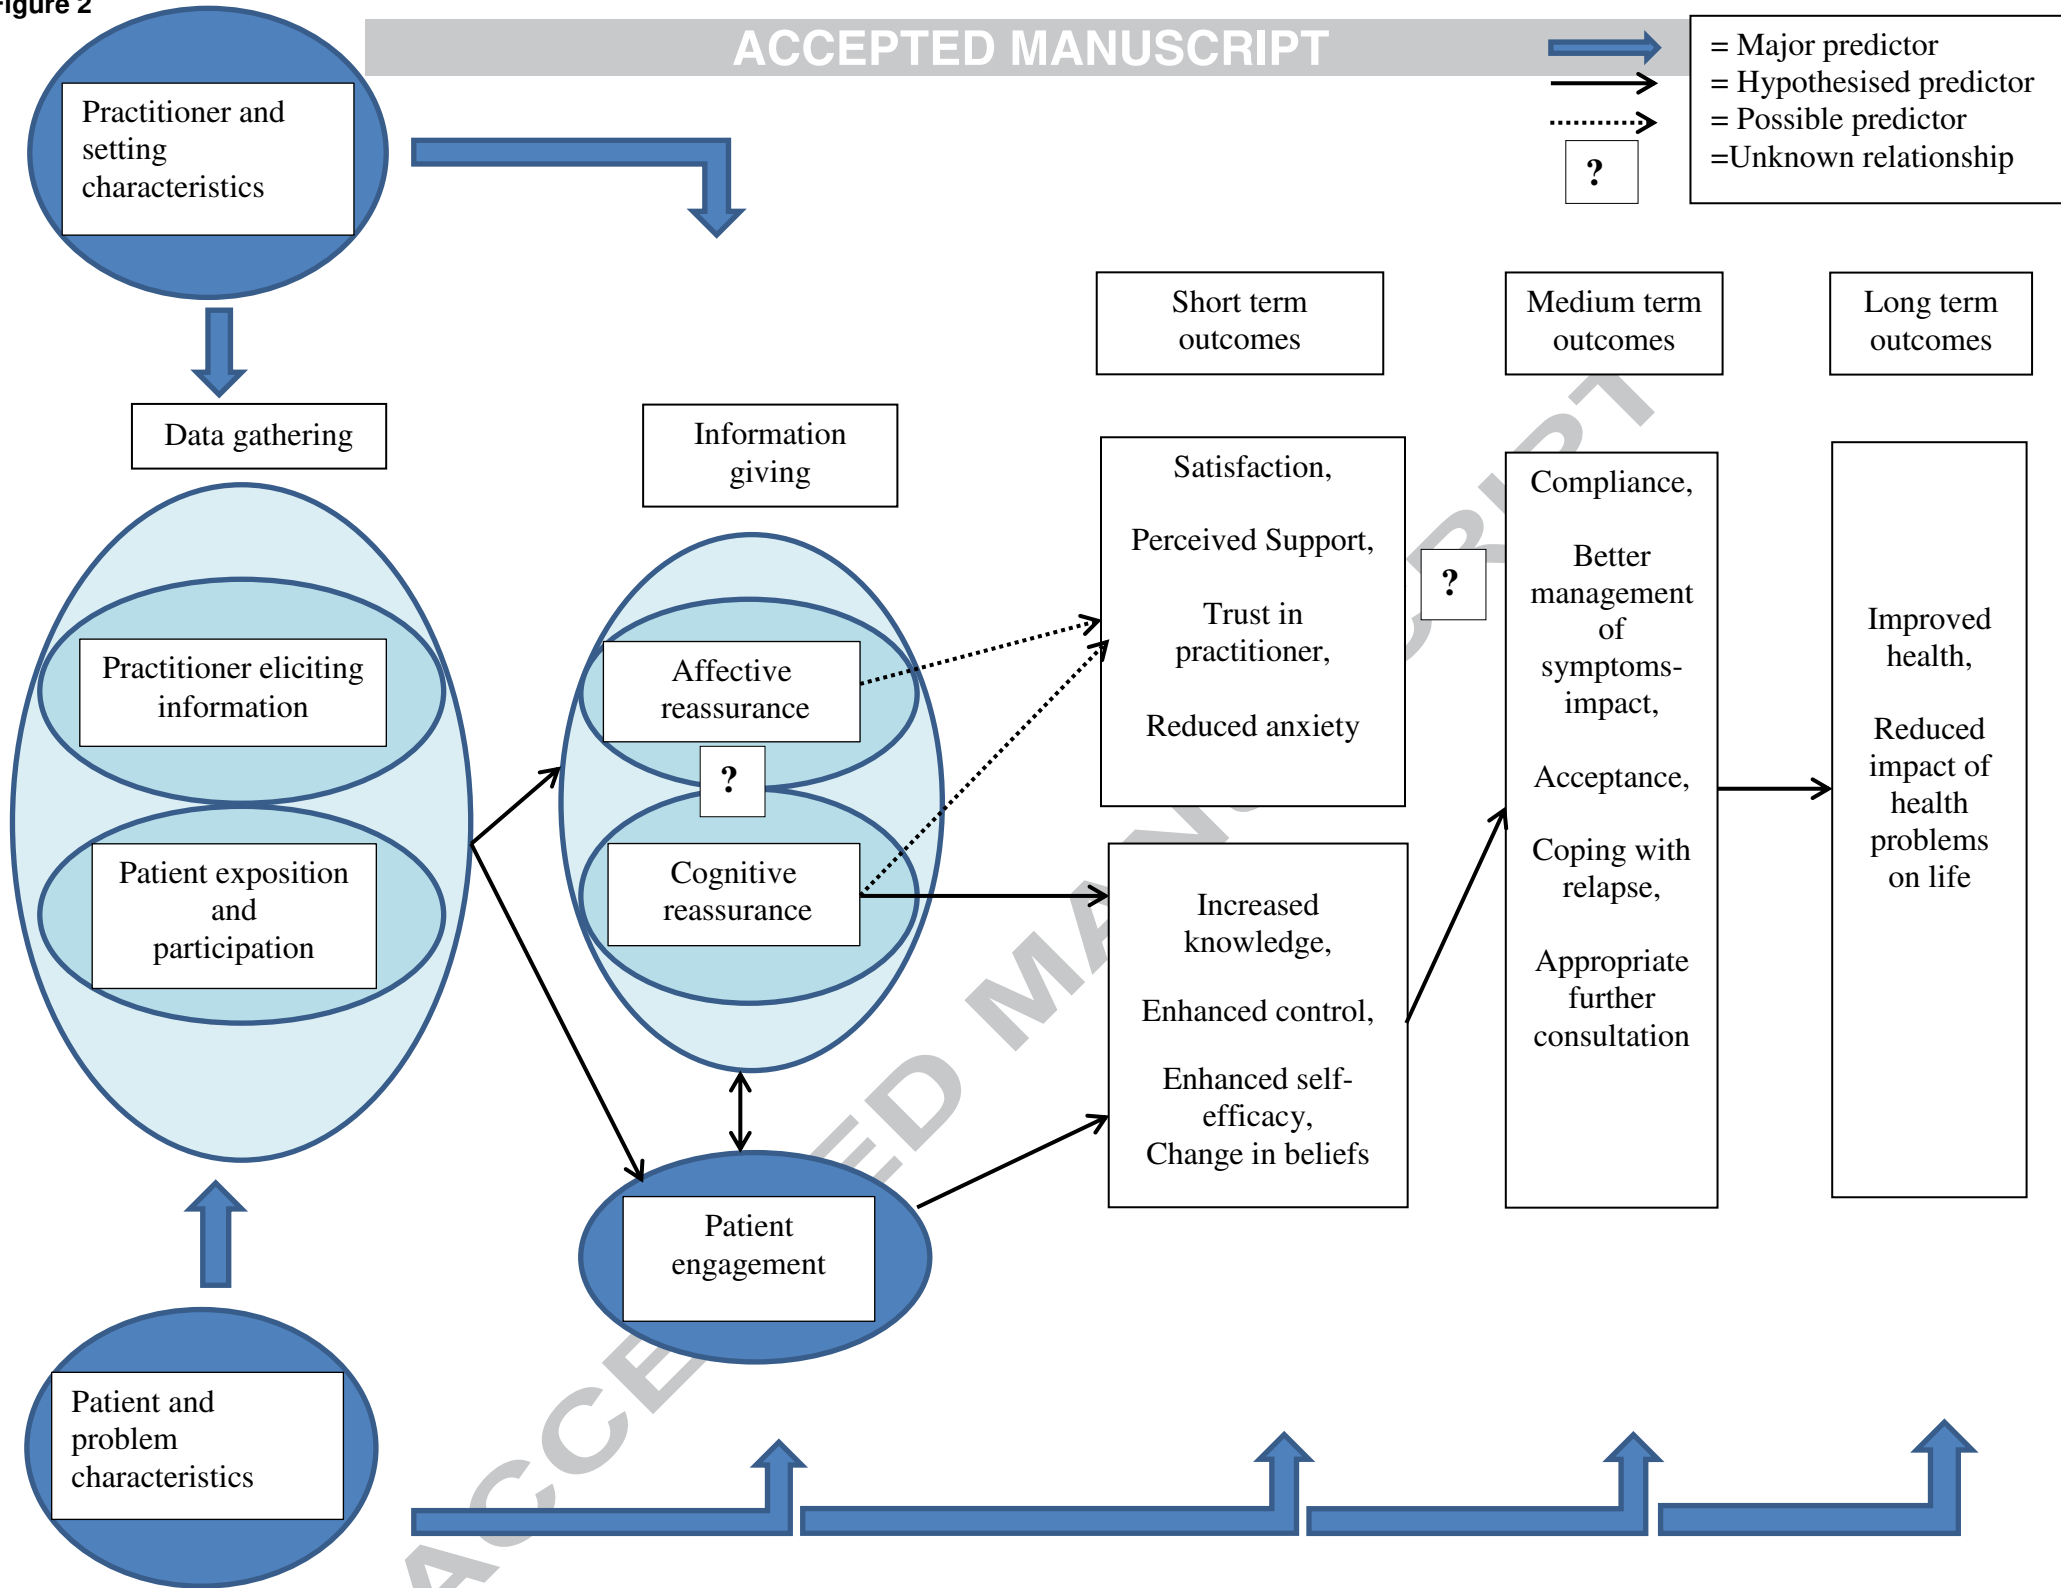 Figure 2
ACCEPTED MANUSCRIPT
= Major predictor
= Hypothesised predictor
= Possible predictor
=Unknown relationship
?
Practitioner and
setting
characteristics
Short term
outcomes
Medium term
outcomes
Long term
outcomes
Data gathering
Information
giving
Practitioner eliciting
information
Patient exposition
and
participation
Affective
reassurance
?
Cognitive
reassurance
Patient
engagement
Satisfaction,
Perceived Support,
Trust in
practitioner,
Reduced anxiety
?
Increased
knowledge,
Enhanced control,
Enhanced self-
efficacy,
Change in beliefs
Compliance,
Better
management
of
symptoms-
impact,
Acceptance,
Coping with
relapse,
Appropriate
further
consultation
Improved
health,
Reduced
impact of
health
problems
on life
Patient and
problem
characteristics
ACCEPTED MANUSCRIPT